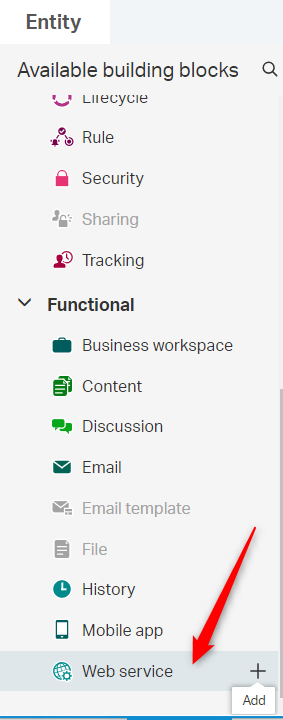 Entity
Available building blocks
Lifecycle
Rule
Security
Sharing
Tracking
Functional
Business workspace
Content
Discussion
Email
Email template
File
History
Mobile app
Web service
Add